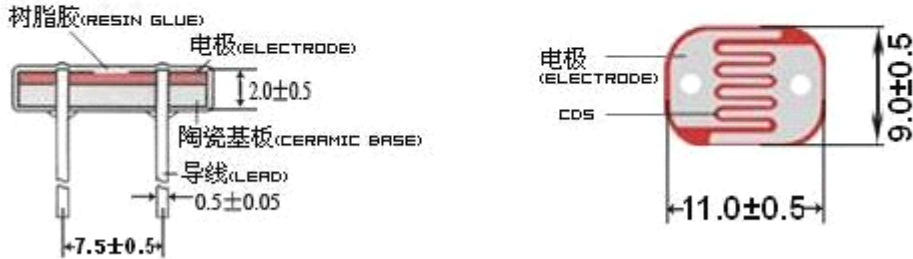 树脂胶(RESIN GLUE)
电极(ELECTRODE)
2.0±0.5
陶瓷基板(CERAMIC BASE)
导线(LEAD)
0.5±0.05
7.5±0.5
电极
(ELECTRODE)
CDS
9.0±0.5
11.0±0.5